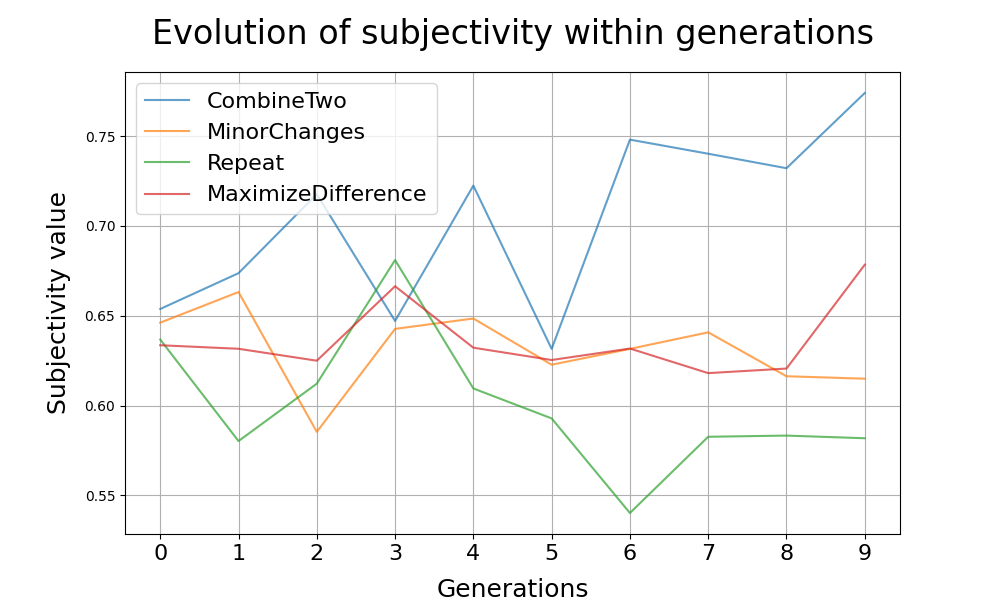 Evolution of subjectivity within generations
CombineTwo
MinorChanges
Repeat
MaximizeDifference
Subjectivity value
0.75
0.70
0.65
0.60
0.55
0 1 2 3 4 5 6 7 8 9
Generations